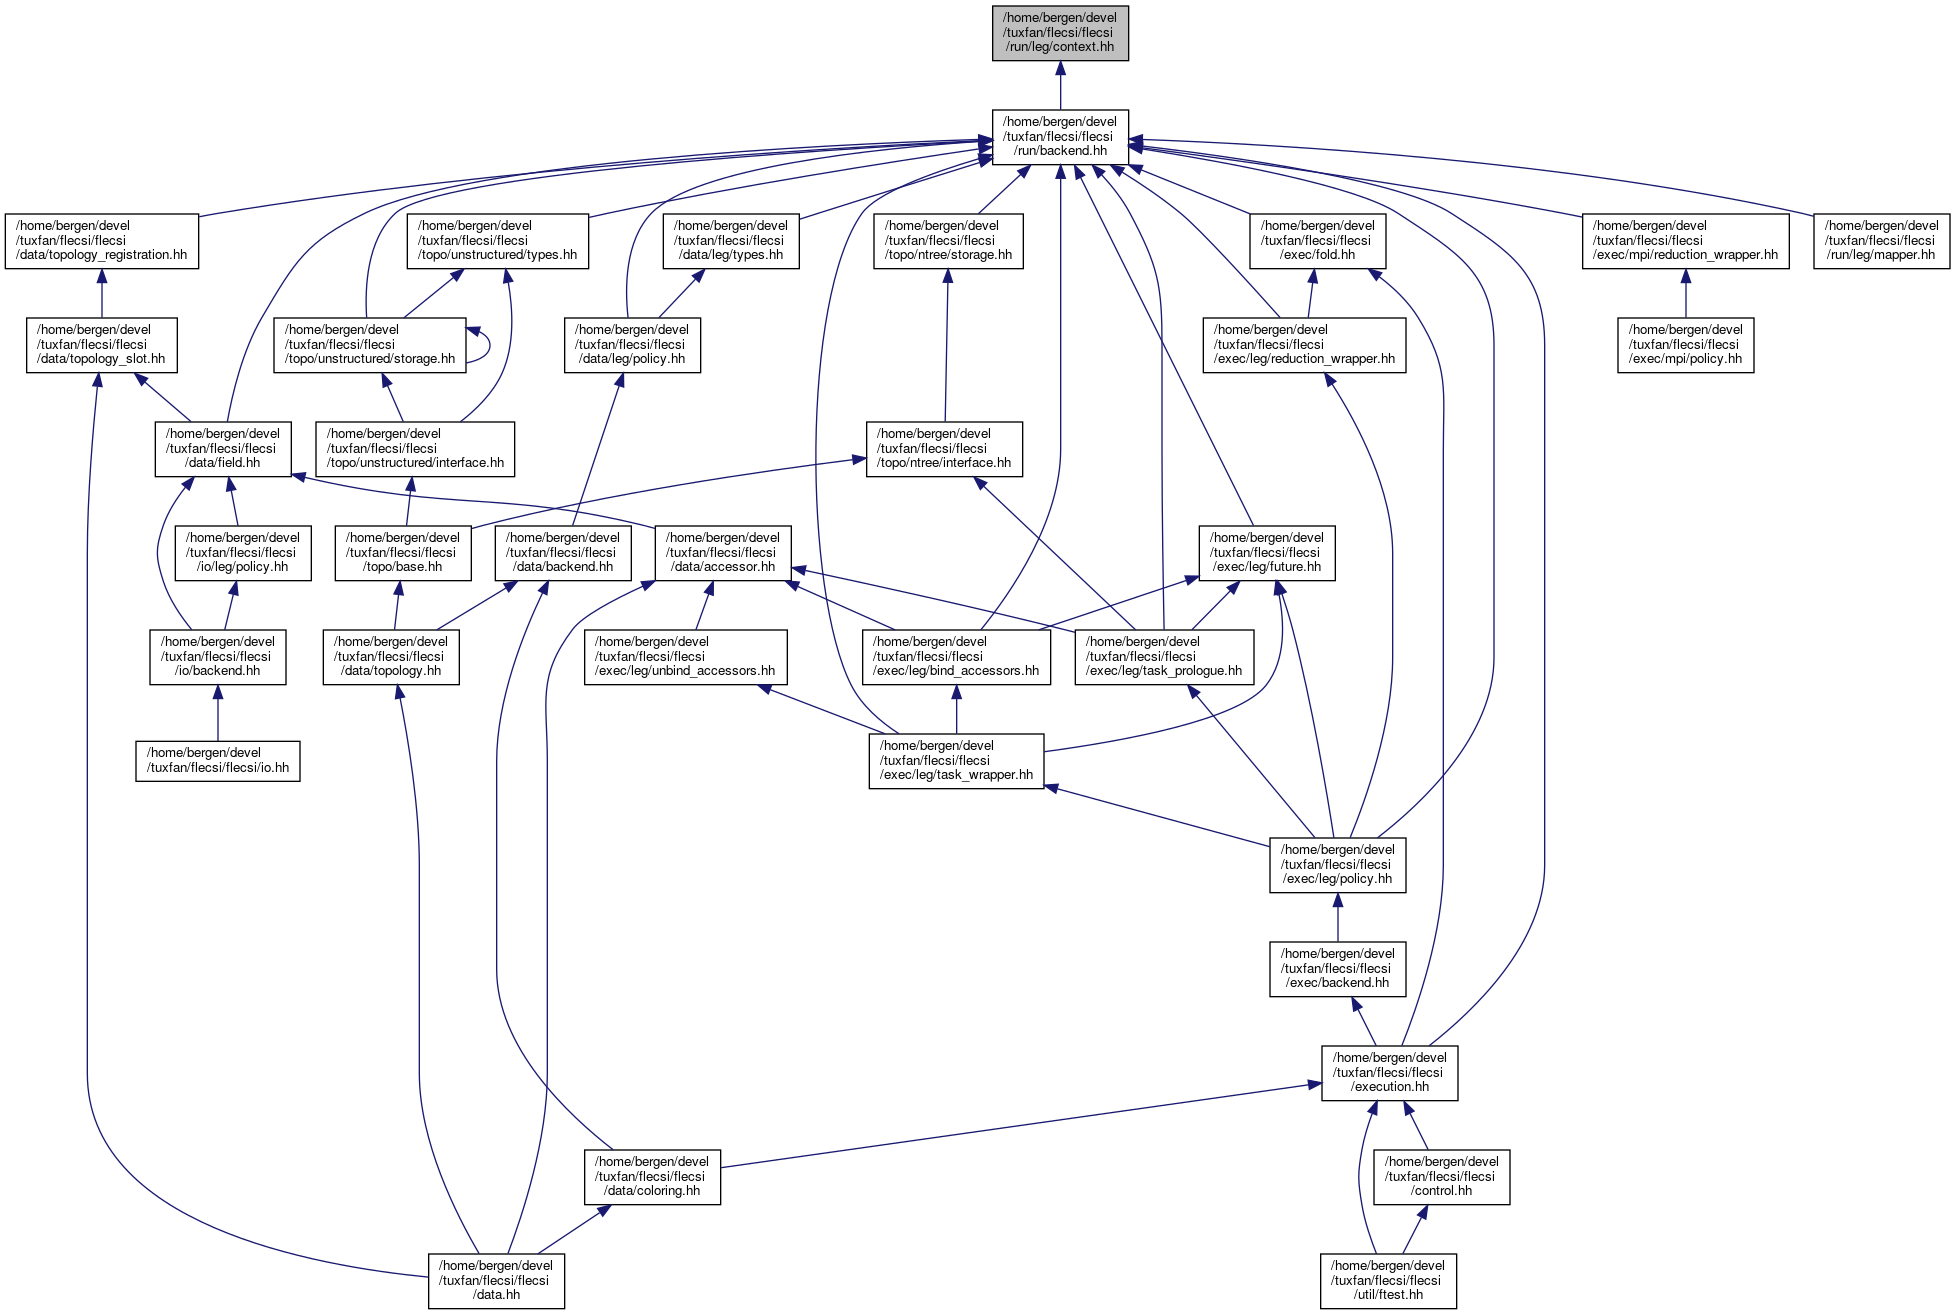 /home/bergen/devel
/tuxfan/flecsi/flecsi
/run/leg/context.hh
/home/bergen/devel
/tuxfan/flecsi/flecsi
/run/backend.hh
/home/bergen/devel
/tuxfan/flecsi/flecsi
/data/topology_registration.hh
/home/bergen/devel
/tuxfan/flecsi/flecsi
/topo/unstructured/types.hh
/home/bergen/devel
/tuxfan/flecsi/flecsi
/data/leg/types.hh
/home/bergen/devel
/tuxfan/flecsi/flecsi
/topo/ntree/storage.hh
/home/bergen/devel
/tuxfan/flecsi/flecsi
/exec/fold.hh
/home/bergen/devel
/tuxfan/flecsi/flecsi
/exec/mpi/reduction_wrapper.hh
/home/bergen/devel
/tuxfan/flecsi/flecsi
/run/leg/mapper.hh
/home/bergen/devel
/tuxfan/flecsi/flecsi
/data/topology_slot.hh
/home/bergen/devel
/tuxfan/flecsi/flecsi
/topo/unstructured/storage.hh
/home/bergen/devel
/tuxfan/flecsi/flecsi
/data/leg/policy.hh
/home/bergen/devel
/tuxfan/flecsi/flecsi
/exec/leg/reduction_wrapper.hh
/home/bergen/devel
/tuxfan/flecsi/flecsi
/exec/mpi/policy.hh
/home/bergen/devel
/tuxfan/flecsi/flecsi
/data/field.hh
/home/bergen/devel
/tuxfan/flecsi/flecsi
/topo/unstructured/interface.hh
/home/bergen/devel
/tuxfan/flecsi/flecsi
/topo/ntree/interface.hh
/home/bergen/devel
/tuxfan/flecsi/flecsi
/io/leg/policy.hh
/home/bergen/devel
/tuxfan/flecsi/flecsi
/topo/base.hh
/home/bergen/devel
/tuxfan/flecsi/flecsi
/data/backend.hh
/home/bergen/devel
/tuxfan/flecsi/flecsi
/data/accessor.hh
/home/bergen/devel
/tuxfan/flecsi/flecsi
/exec/leg/future.hh
/home/bergen/devel
/tuxfan/flecsi/flecsi
/io/backend.hh
/home/bergen/devel
/tuxfan/flecsi/flecsi
/data/topology.hh
/home/bergen/devel
/tuxfan/flecsi/flecsi
/exec/leg/unbind_accessors.hh
/home/bergen/devel
/tuxfan/flecsi/flecsi
/exec/leg/bind_accessors.hh
/home/bergen/devel
/tuxfan/flecsi/flecsi
/exec/leg/task_prologue.hh
/home/bergen/devel
/tuxfan/flecsi/flecsi/io.hh
/home/bergen/devel
/tuxfan/flecsi/flecsi
/exec/leg/task_wrapper.hh
/home/bergen/devel
/tuxfan/flecsi/flecsi
/exec/leg/policy.hh
/home/bergen/devel
/tuxfan/flecsi/flecsi
/exec/backend.hh
/home/bergen/devel
/tuxfan/flecsi/flecsi
/execution.hh
/home/bergen/devel
/tuxfan/flecsi/flecsi
/data/coloring.hh
/home/bergen/devel
/tuxfan/flecsi/flecsi
/control.hh
/home/bergen/devel
/tuxfan/flecsi/flecsi
/data.hh
/home/bergen/devel
/tuxfan/flecsi/flecsi
/util/ftest.hh